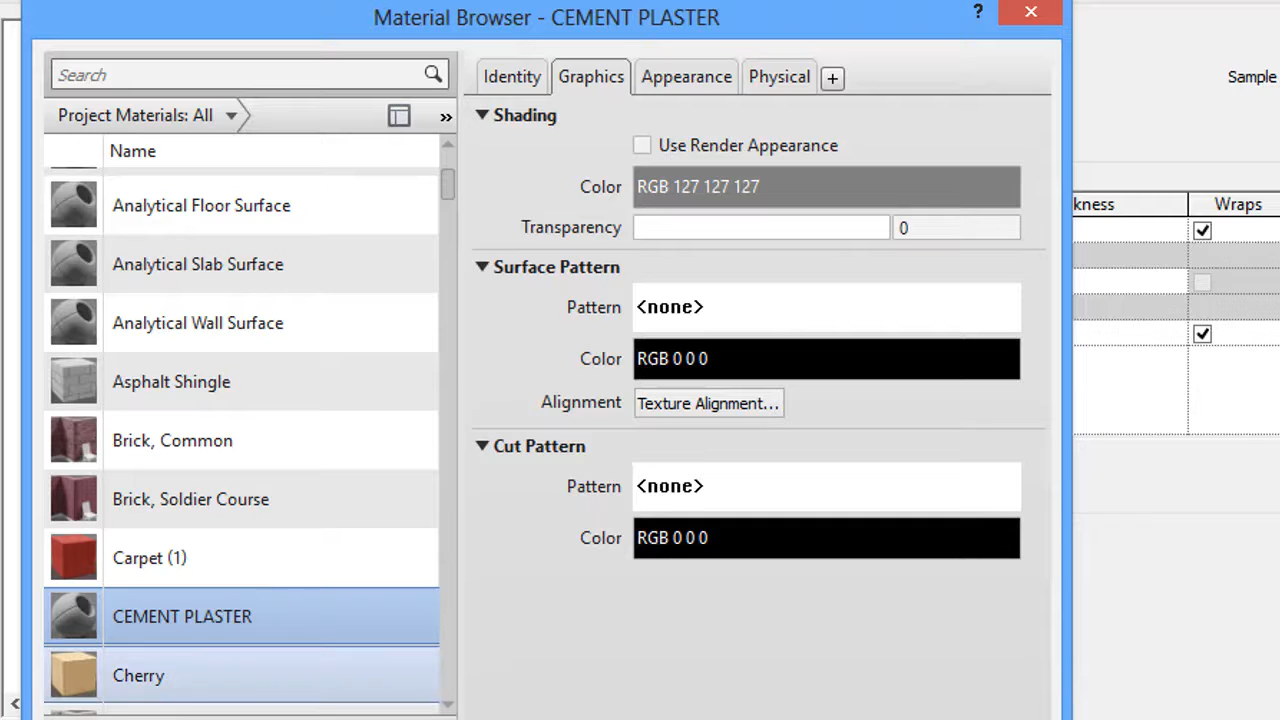 Material Browser - CEMENT PLASTER
?
Search
Project Materials: All
»
Name
Analytical Floor Surface
Analytical Slab Surface
Analytical Wall Surface
Asphalt Shingle
Brick, Common
Brick, Soldier Course
Carpet (1)
CEMENT PLASTER
Cherry
Identity Graphics Appearance Physical +
Shading
Use Render Appearance
Color RGB 127 127 127
Transparency 0
Surface Pattern
Pattern <none>
Color RGB 0 0 0
Alignment Texture Alignment...
Cut Pattern
Pattern <none>
Color RGB 0 0 0
Sample
kness Wraps